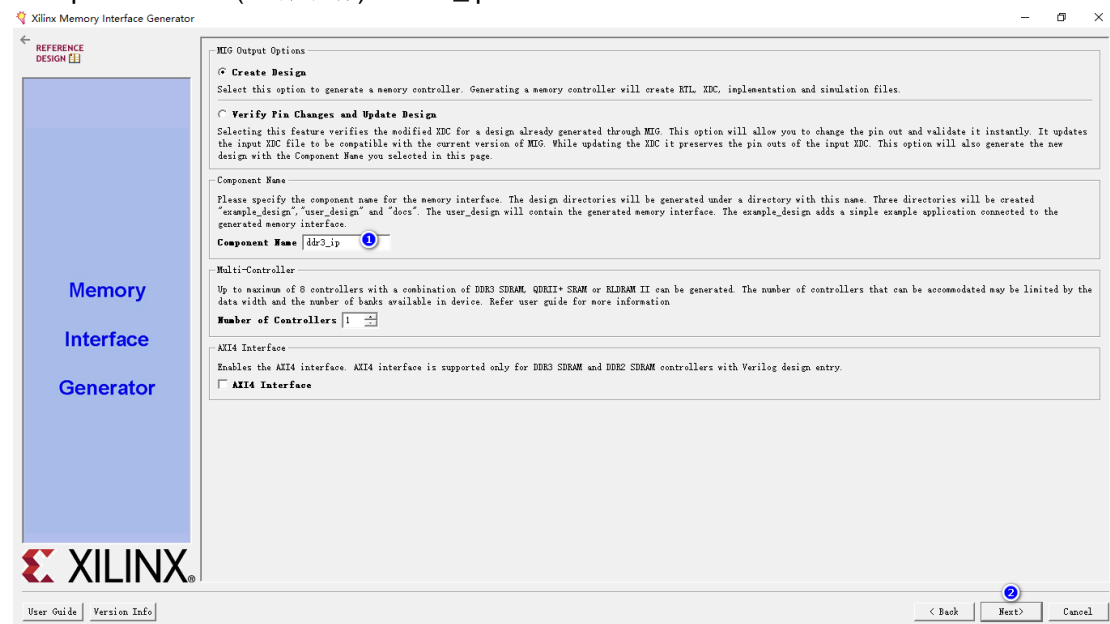 Xilinx Memory Interface Generator
REFERENCE
DESIGN
MIG Output Options
Create Design
Select this option to generate a memory controller. Generating a memory controller will create RTL, XDC, implementation and simulation files.
Verify Pin Changes and Update Design
Selecting this feature verifies the modified XDC for a design already generated through MIG. This option will allow you to change the pin out and validate it instantly. It updates
the input XDC file to be compatible with the current version of MIG. While updating the XDC it preserves the pin outs of the input XDC. This option will also generate the new
design with the Component Name you selected in this page.
Component Name
Please specify the component name for the memory interface. The design directories will be generated under a directory with this name. Three directories will be created
"example_design","user_design" and "docs". The user_design will contain the generated memory interface. The example_design adds a simple example application connected to the
generated memory interface.
Component Name ddr3_ip 1
Multi-Controller
Up to maximum of 8 controllers with a combination of DDR3 SDRAM, QDRII+ SRAM or RLDRAM II can be generated. The number of controllers that can be accommodated may be limited by the
data width and the number of banks available in device. Refer user guide for more information
Number of Controllers 1
AXI4 Interface
Enables the AXI4 interface. AXI4 interface is supported only for DDR3 SDRAM and DDR2 SDRAM controllers with Verilog design entry.
AXI4 Interface
Memory
Interface
Generator
XILINX®
2
User Guide Version Info < Back Next> Cancel